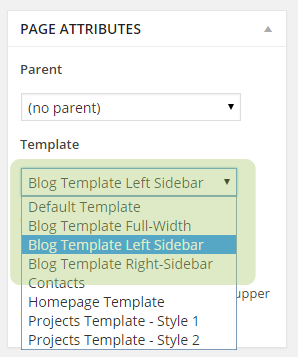 PAGE ATTRIBUTES
Parent
(no parent)
Template
Blog Template Left Sidebar
Default Template
Blog Template Full-Width
Blog Template Left Sidebar
Blog Template Right-Sidebar
Contacts
Homepage Template
Projects Template - Style 1
Projects Template - Style 2
upper